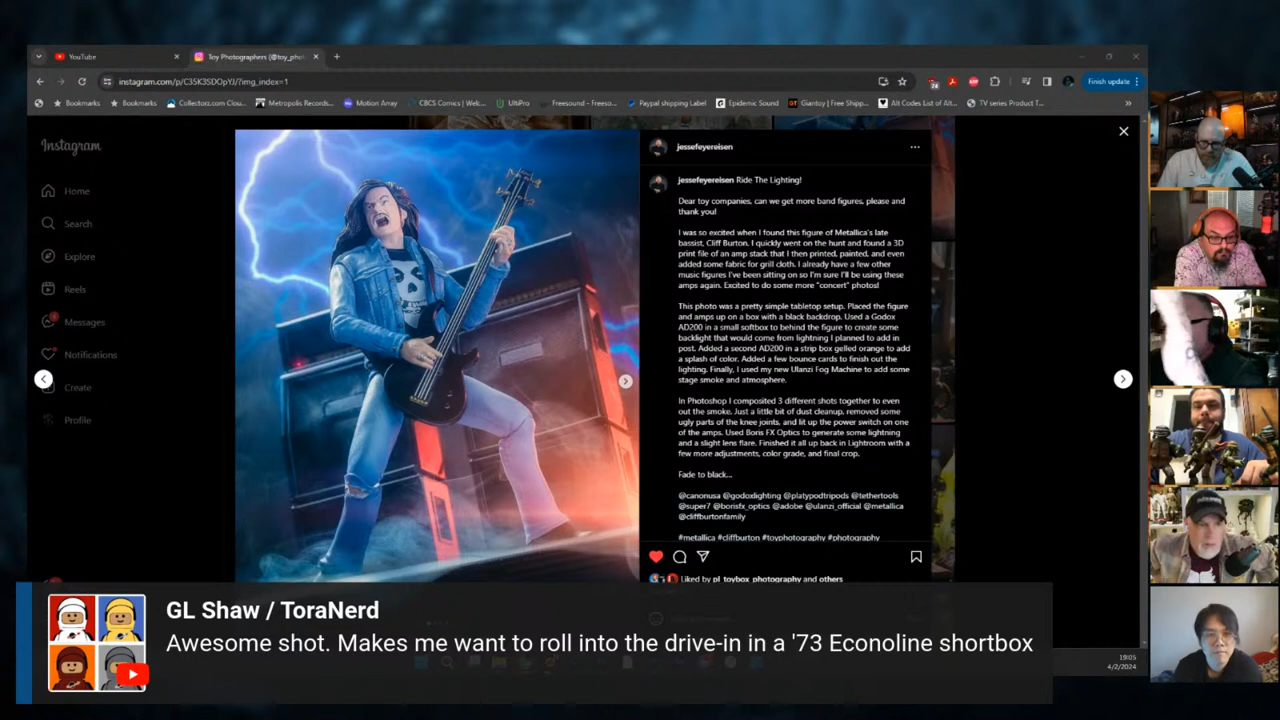 YouTube
Toy Photographers (@toy_phot
instagram.com/p/C35K3SDOpYJ/?img_index=1
Finish update
Bookmarks
Bookmarks
Collectorz.com Clou...
Metropolis Records...
Motion Array
CBCS Comics | Welc...
UltiPro
Freesound - Freeso...
Paypal shipping Label
Epidemic Sound
Giantoy | Free Shipp...
Alt Codes List of Alt...
TV series Product T...
Instagram
Home
Search
Explore
Reels
Messages
Notifications
Create
Profile
jessefeyereisen
jessefeyereisen Ride The Lighting!
Dear toy companies, can we get more band figures, please and
thank you!
I was so excited when I found this figure of Metallica's late
bassist, Cliff Burton. I quickly went on the hunt and found a 3D
print file of an amp stack that I then printed, painted, and even
added some fabric for grill cloth. I already have a few other
music figures I've been sitting on so I'm sure I'll be using these
amps again. Excited to do some more "concert" photos!
This photo was a pretty simple tabletop setup. Placed the figure
and amps up on a box with a black backdrop. Used a Godox
AD200 in a small softbox to behind the figure to create some
backlight that would come from lightning I planned to add in
post. Added a second AD200 in a strip box gelled orange to add
a splash of color. Added a few bounce cards to finish out the
lighting. Finally, I used my new Ulanzi Fog Machine to add some
stage smoke and atmosphere.
In Photoshop I composited 3 different shots together to even
out the smoke. Just a little bit of dust cleanup, removed some
ugly parts of the knee joints, and lit up the power switch on one
of the amps. Used Boris FX Optics to generate some lightning
and a slight lens flare. Finished it all up back in Lightroom with a
few more adjustments, color grade, and final crop.
Fade to black...
@canonusa @godoxlighting @platypodtripods @tethertools
@super7 @borisfx_optics @adobe @ulanzi_official @metallica
@cliffburtonfamily
#metallica #cliffburton #toyphotography #photography
Liked by pl_toybox_photography and others
GL Shaw / ToraNerd
Awesome shot. Makes me want to roll into the drive-in in a '73 Econoline shortbox
19:05
4/2/2024